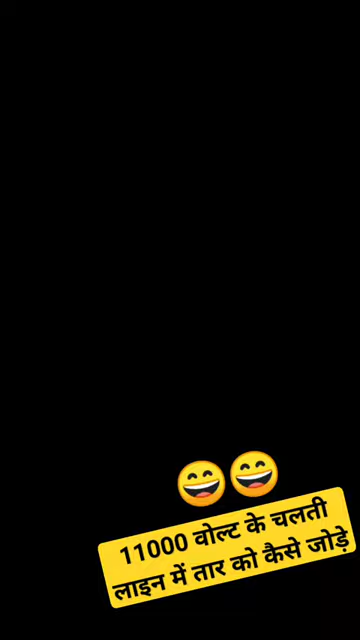 11000 वोल्ट के चलती
लाइन में तार को कैसे जोड़े